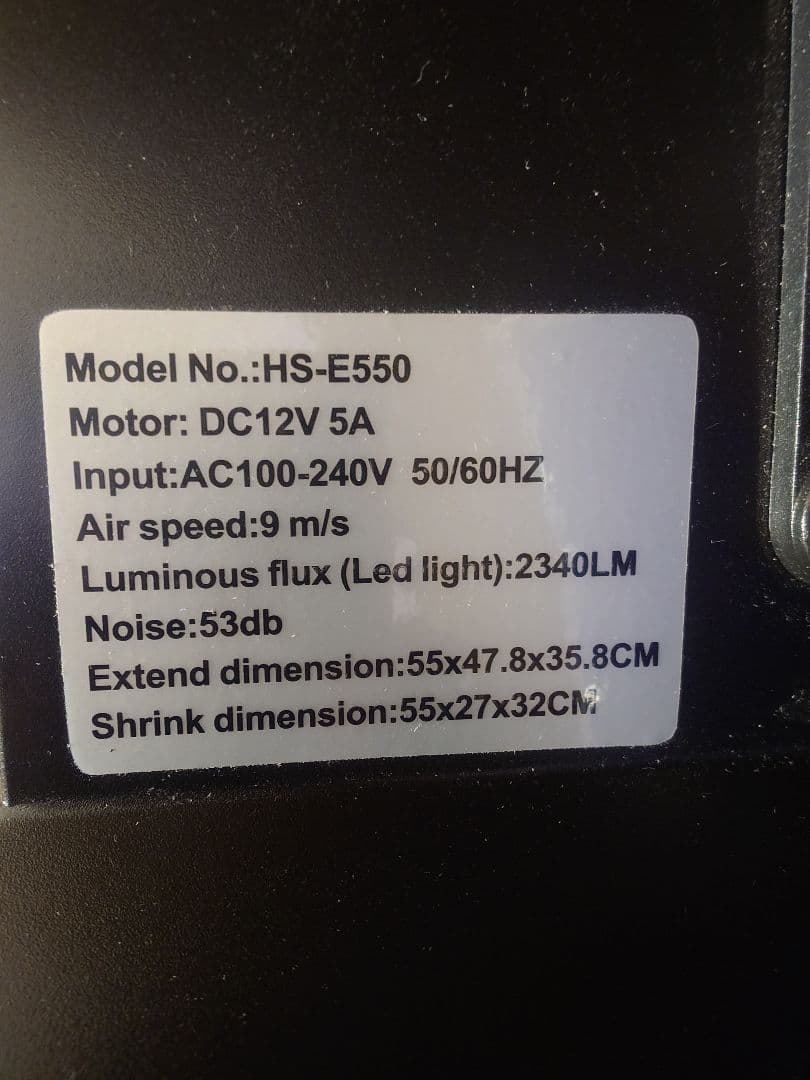 Model No.:HS-E550
Motor: DC12V 5A
Input:AC100-240V 50/60HZ
Air speed:9 m/s
Luminous flux (Led light):2340LM
Noise:53db
Extend dimension:55x47.8x35.8CM
Shrink dimension:55x27x32CM